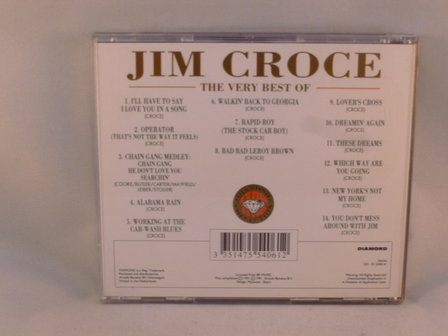 JIM CROCE
THE VERY BEST OF
1. I'LL HAVE TO SAY
I LOVE YOU IN A SONG
(CROCE)
2. OPERATOR
(THAT'S NOT THE WAY IT FEELS)
(CROCE)
3. CHAIN GANG MEDLEY:
CHAIN GANG
HE DON'T LOVE YOU
SEARCHIN'
4. ALABAMA RAIN
(CROCE)
5. WORKING AT THE
CAR WASH BLUES
(CROCE)
6. WALKIN' BACK TO GEORGIA
(CROCE)
7. RAPID ROY
(THE STOCK CAR BOY)
(CROCE)
8. BAD BAD LEROY BROWN
(CROCE)
9. LOVER'S CROSS
(CROCE)
10. DREAMIN' AGAIN
(CROCE)
11. THESE DREAMS
(CROCE)
12. WHICH WAY ARE
YOU GOING
(CROCE)
13. NEW YORK'S NOT
MY HOME
(CROCE)
14. YOU DON'T MESS
AROUND WITH JIM
(CROCE)
3 351475 540612
DIAMOND